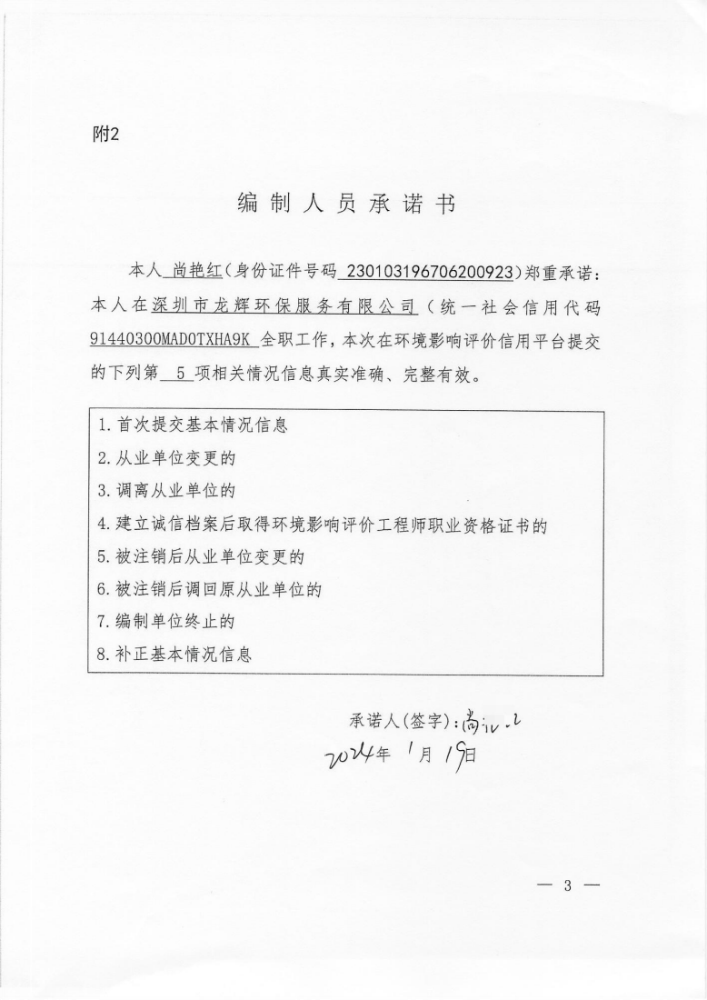 附2
编制人员承诺书
本人 尚艳红(身份证件号码 230103196706200923)郑重承诺:
本人在深圳市龙辉环保服务有限公司(统一社会信用代码
91440300MAD0TXHA9K 全职工作,本次在环境影响评价信用平台提交
的下列第 5 项相关情况信息真实准确、完整有效。
1.首次提交基本情况信息
2.从业单位变更的
3.调离从业单位的
4.建立诚信档案后取得环境影响评价工程师职业资格证书的
5.被注销后从业单位变更的
6.被注销后调回原从业单位的
7.编制单位终止的
8.补正基本情况信息
承诺人(签字):尚
2024年 1月 19日
— 3 —